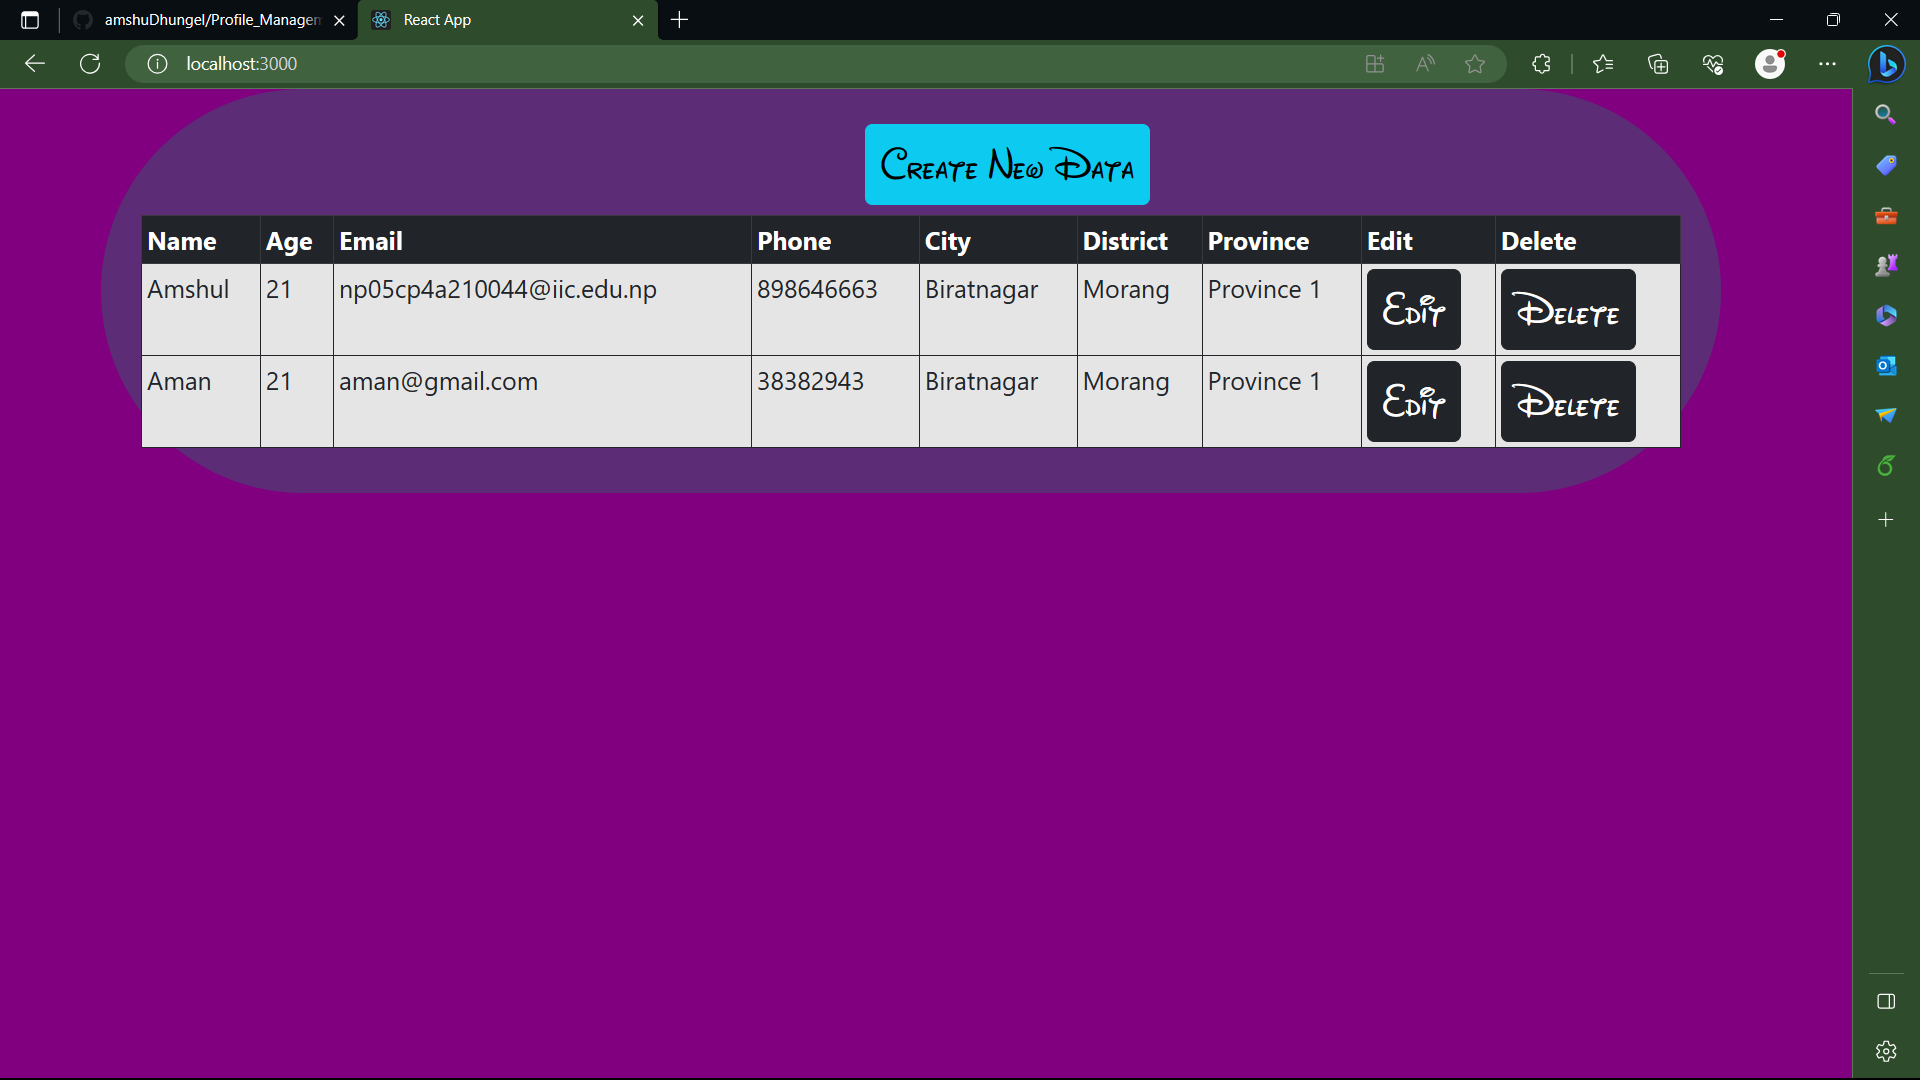 amshuDhungel/Profile_Managem
React App
localhost:3000
Create New Data
Name Age Email Phone City District Province Edit Delete
Amshul 21 np05cp4a210044@iic.edu.np 898646663 Biratnagar Morang Province 1 Edit Delete
Aman 21 aman@gmail.com 38382943 Biratnagar Morang Province 1 Edit Delete